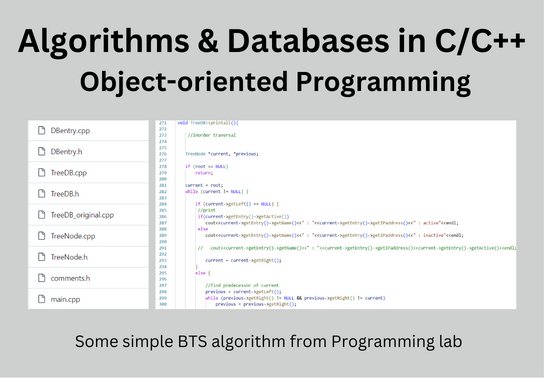 Algorithms & Databases in C/C++
Object-oriented Programming
DBentry.cpp
DBentry.h
TreeDB.cpp
TreeDB.h
TreeDB_original.cpp
TreeNode.cpp
TreeNode.h
comments.h
main.cpp
271 void TreeDB::printall(){
272
273 //inorder traversal
274
275
276 TreeNode *current, *previous;
277
278 if (root == NULL)
279 return;
280
281 current = root;
282 while (current != NULL) {
283
284 if (current->getLeft() == NULL) {
285 //print
286 if(current->getEntry()->getActive())
287 cout<<current->getEntry()->getName()<<" : "<<current->getEntry()->getIPaddress()<<" : active"<<endl;
288 else
289 cout<<current->getEntry()->getName()<<" : "<<current->getEntry()->getIPaddress()<<" : inactive"<<endl;
290
291 // cout<<current->getEntry()->getName()<<" : "<<current->getEntry()->getIPaddress()<<current->getEntry()->getActive()<<endl;
292
293 current = current->getRight();
294 }
295 else {
296
297 //find predecessor of current
298 previous = current->getLeft();
299 while (previous->getRight() != NULL && previous->getRight() != current)
300 previous = previous->getRight();
Some simple BTS algorithm from Programming lab